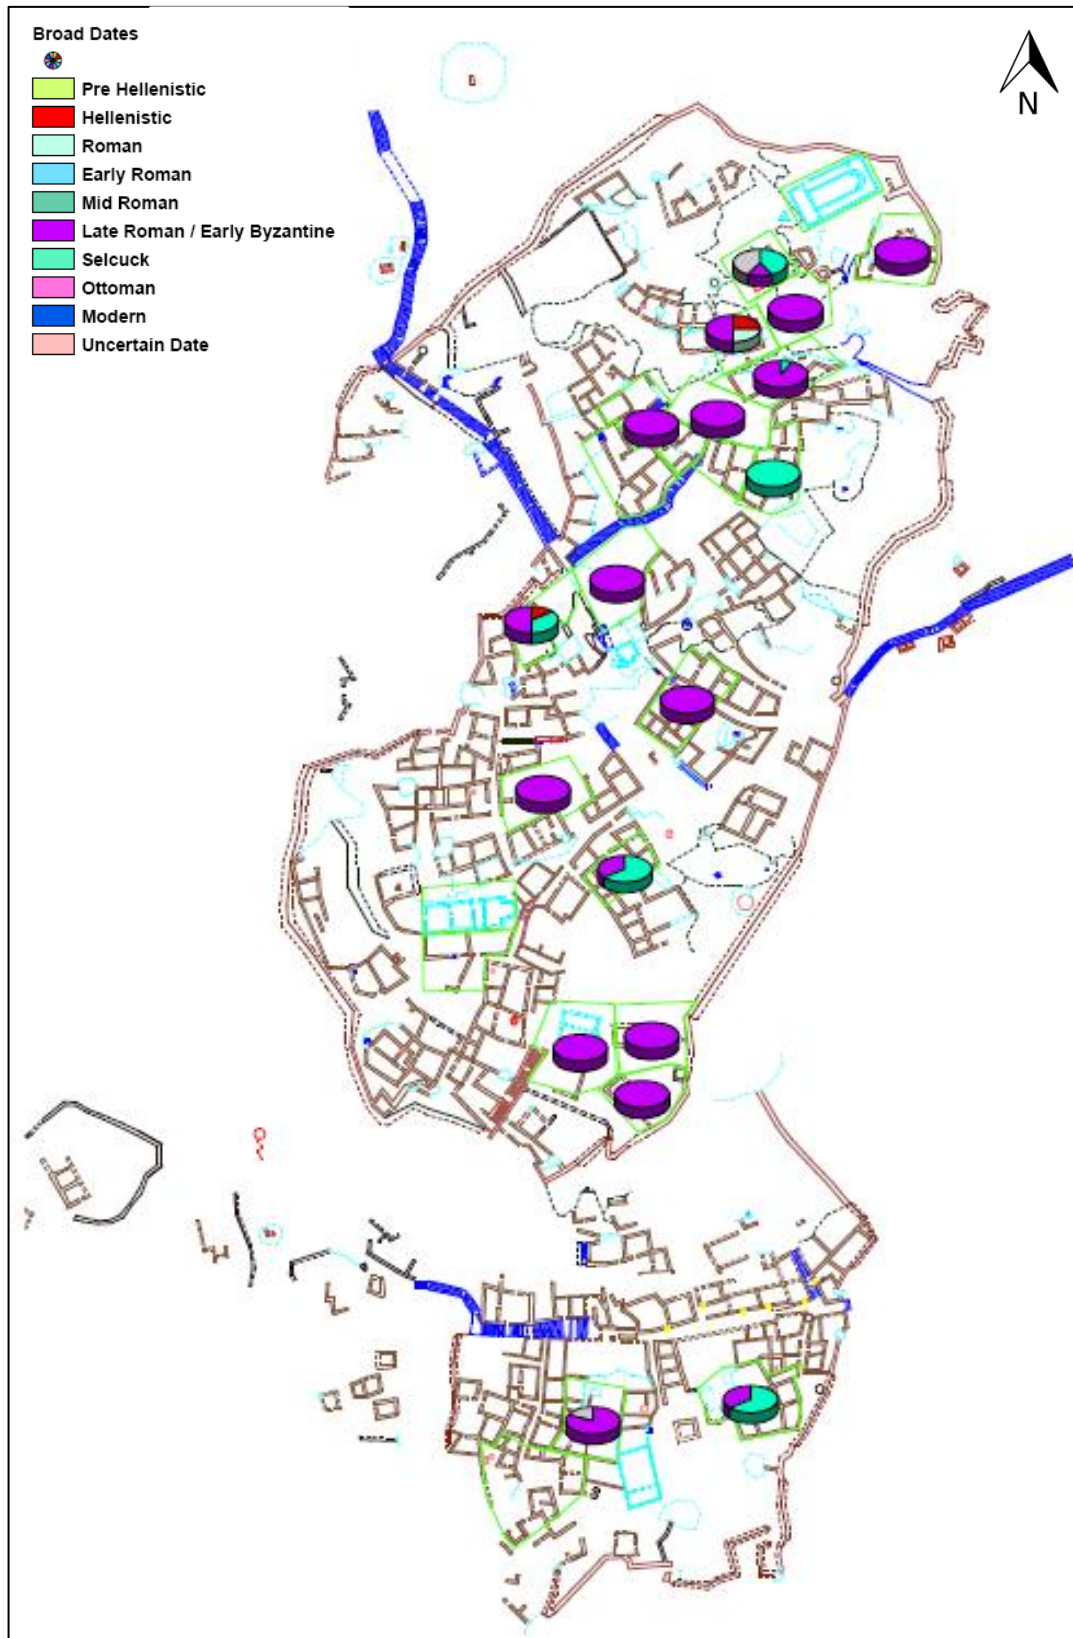 Broad Dates
Pre Hellenistic
Hellenistic
Roman
Early Roman
Mid Roman
Late Roman / Early Byzantine
Selcuck
Ottoman
Modern
Uncertain Date
N